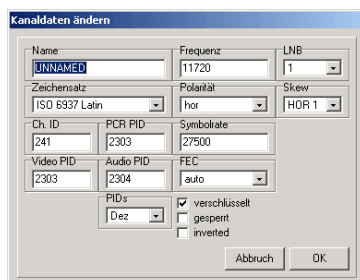 Kanaldaten ändern
Name Frequenz LNB
UNNAMED 11720 1
Zeichensatz Polarität Skew
ISO 6937 Latin hor HOR 1
Ch. ID PCR PID Symbolrate
241 2303 27500
Video PID Audio PID FEC
2303 2304 auto
PIDs
Dez
verschlüsselt
gesperrt
inverted
Abbruch OK